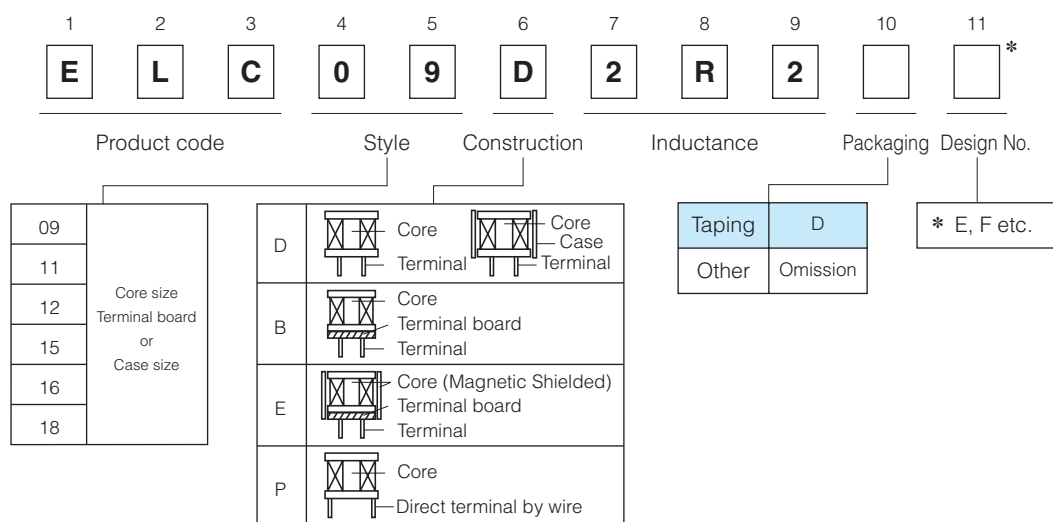 1 2 3 4 5 6 7 8 9 10 11
E L C 0 9 D 2 R 2 *
Product code Style Construction Inductance Packaging Design No.
09
11
12
15
16
18
Core size
Terminal board
or
Case size
D
Core
Terminal
Core
Case
Terminal
B
Core
Terminal board
Terminal
E
Core (Magnetic Shielded)
Terminal board
Terminal
P
Core
Direct terminal by wire
Taping D
Other Omission
* E, F etc.